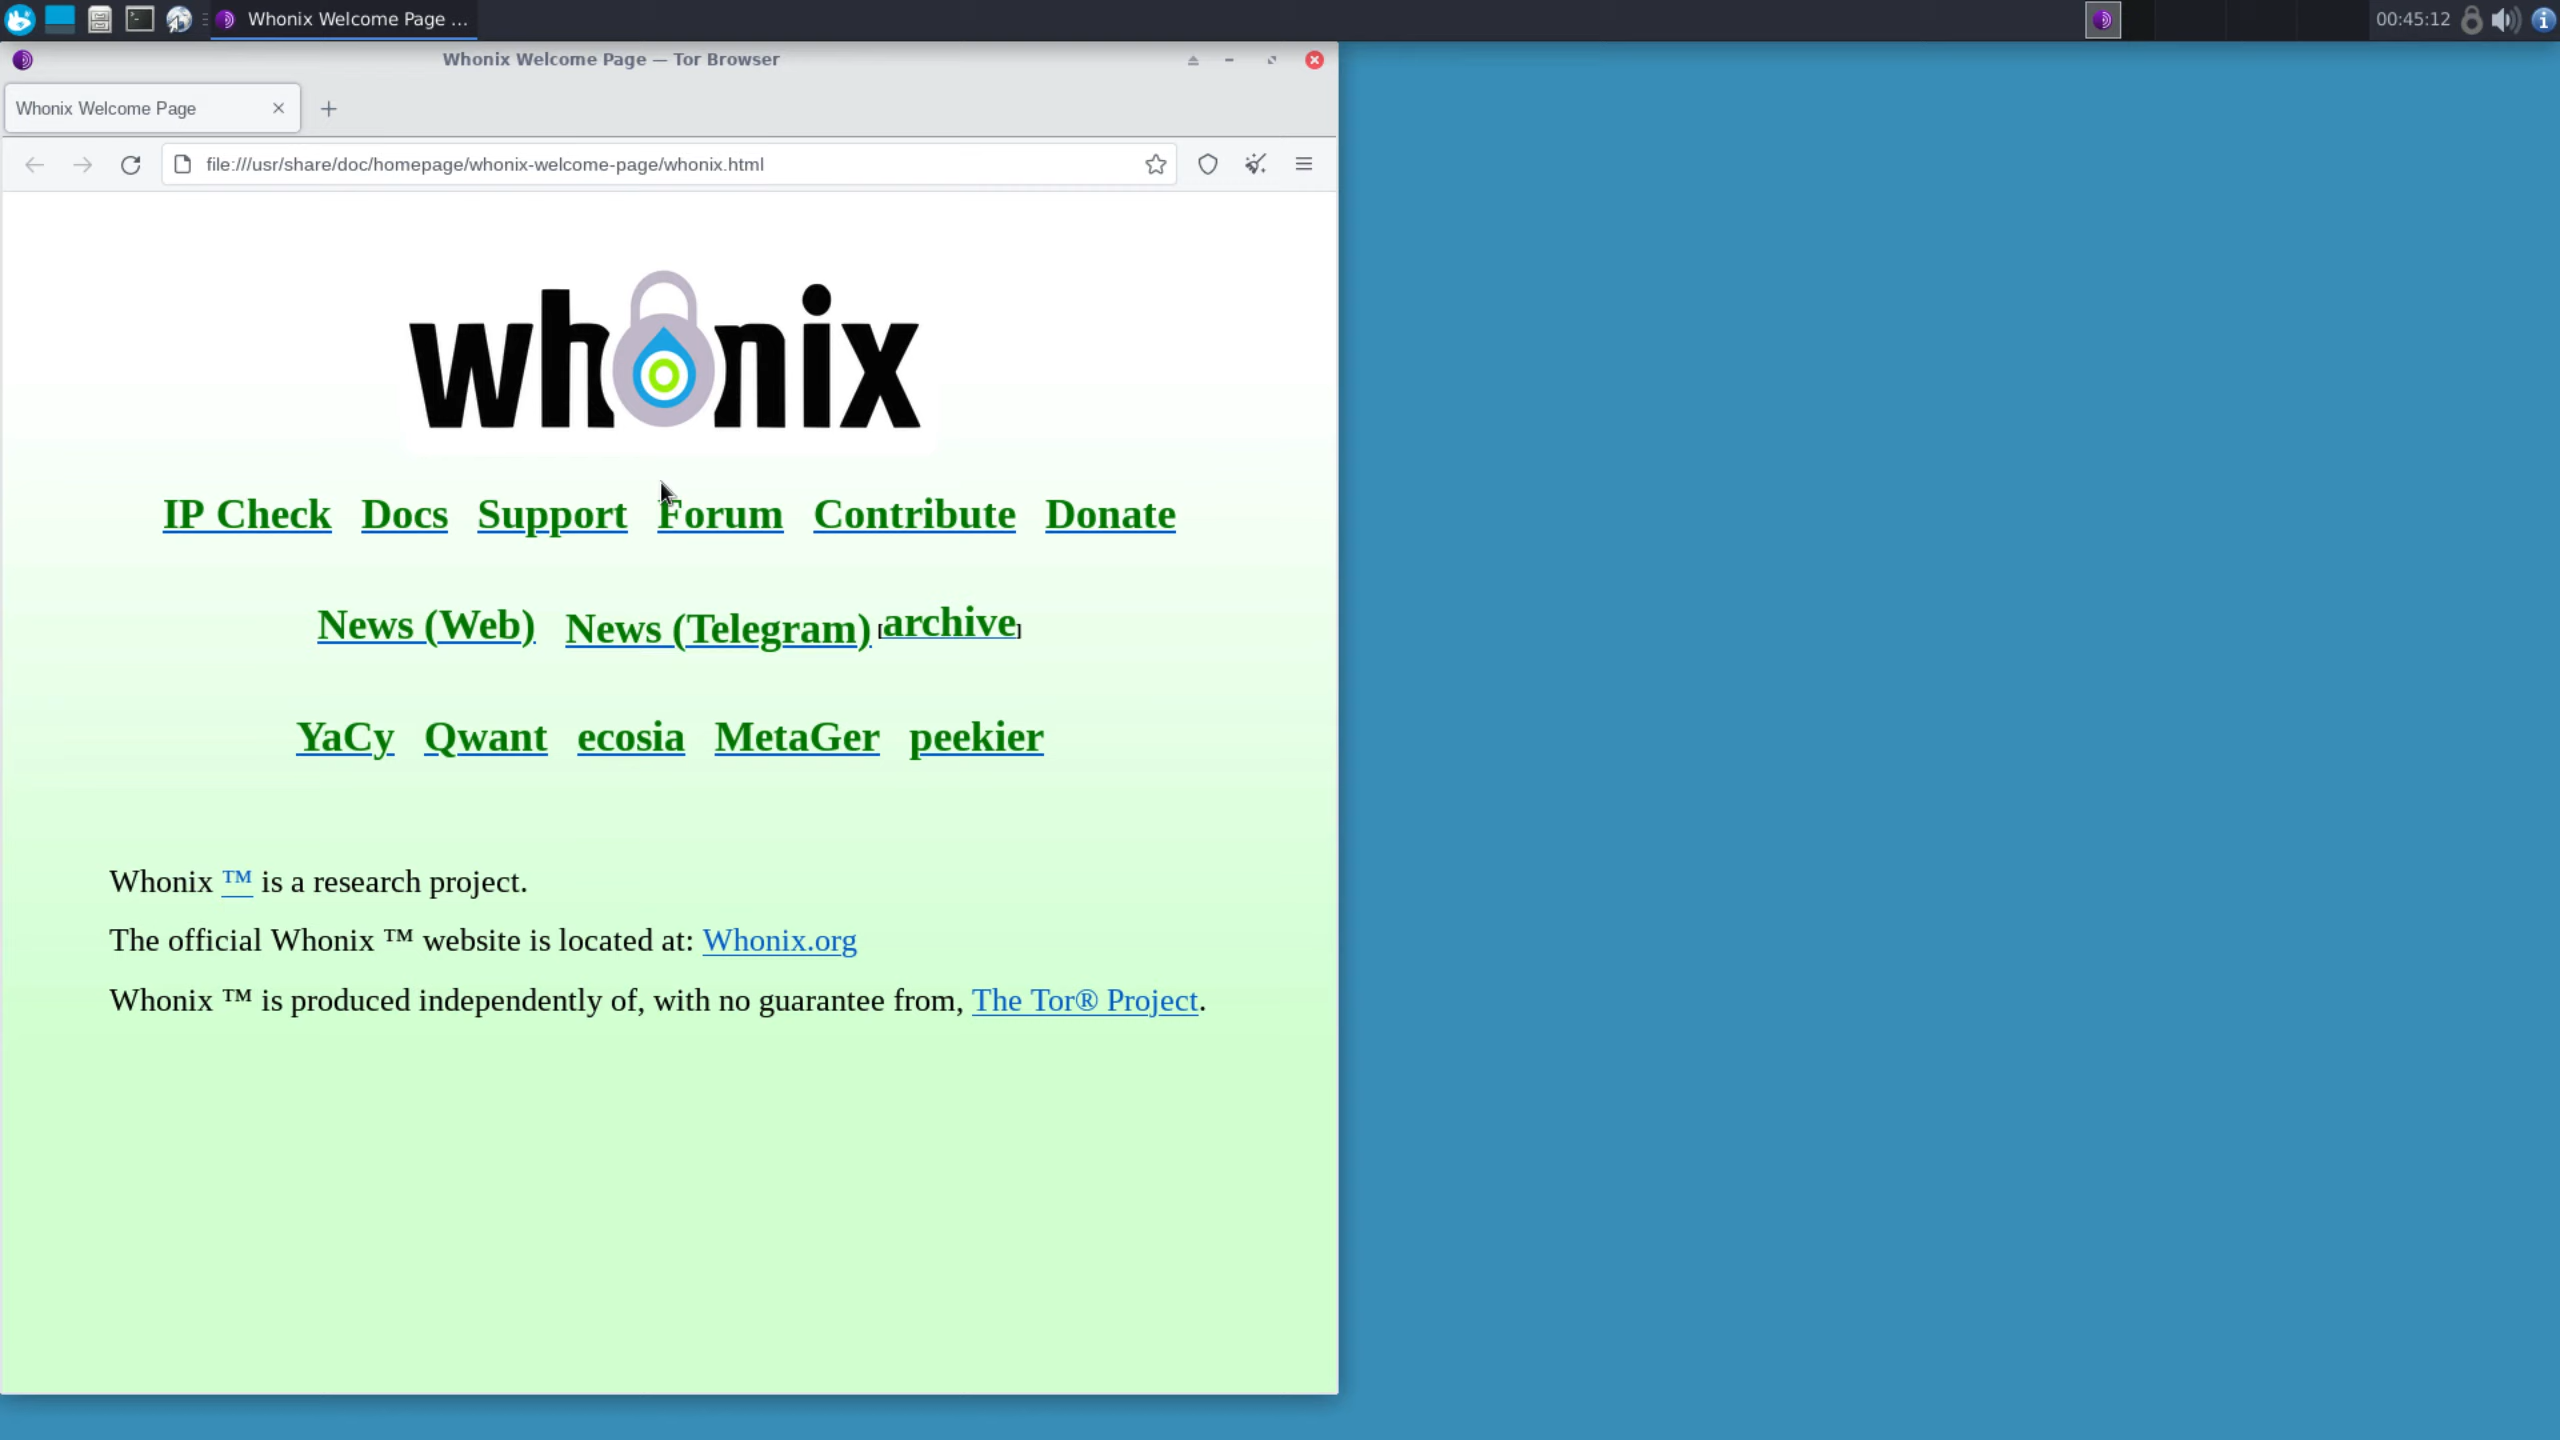 Whonix Welcome Page ...
00:45:12
Whonix Welcome Page — Tor Browser
Whonix Welcome Page
file:///usr/share/doc/homepage/whonix-welcome-page/whonix.html
whonix
IP Check Docs Support Forum Contribute Donate
News (Web) News (Telegram) [archive]
YaCy Qwant ecosia MetaGer peekier
Whonix ™ is a research project.
The official Whonix ™ website is located at: Whonix.org
Whonix ™ is produced independently of, with no guarantee from, The Tor® Project.